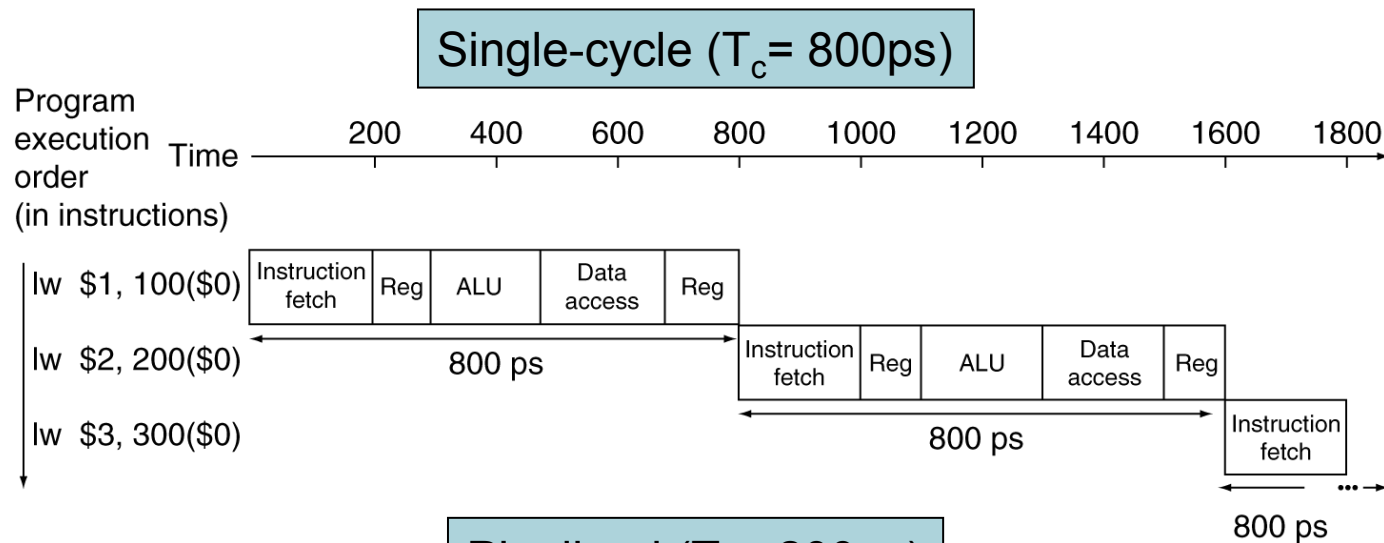 Single-cycle (Tc= 800ps)
Program
execution
order
(in instructions)
Time
200 400 600 800 1000 1200 1400 1600 1800
lw $1, 100($0)
Instruction
fetch
Reg
ALU
Data
access
Reg
800 ps
lw $2, 200($0)
Instruction
fetch
Reg
ALU
Data
access
Reg
800 ps
lw $3, 300($0)
Instruction
fetch
...
800 ps